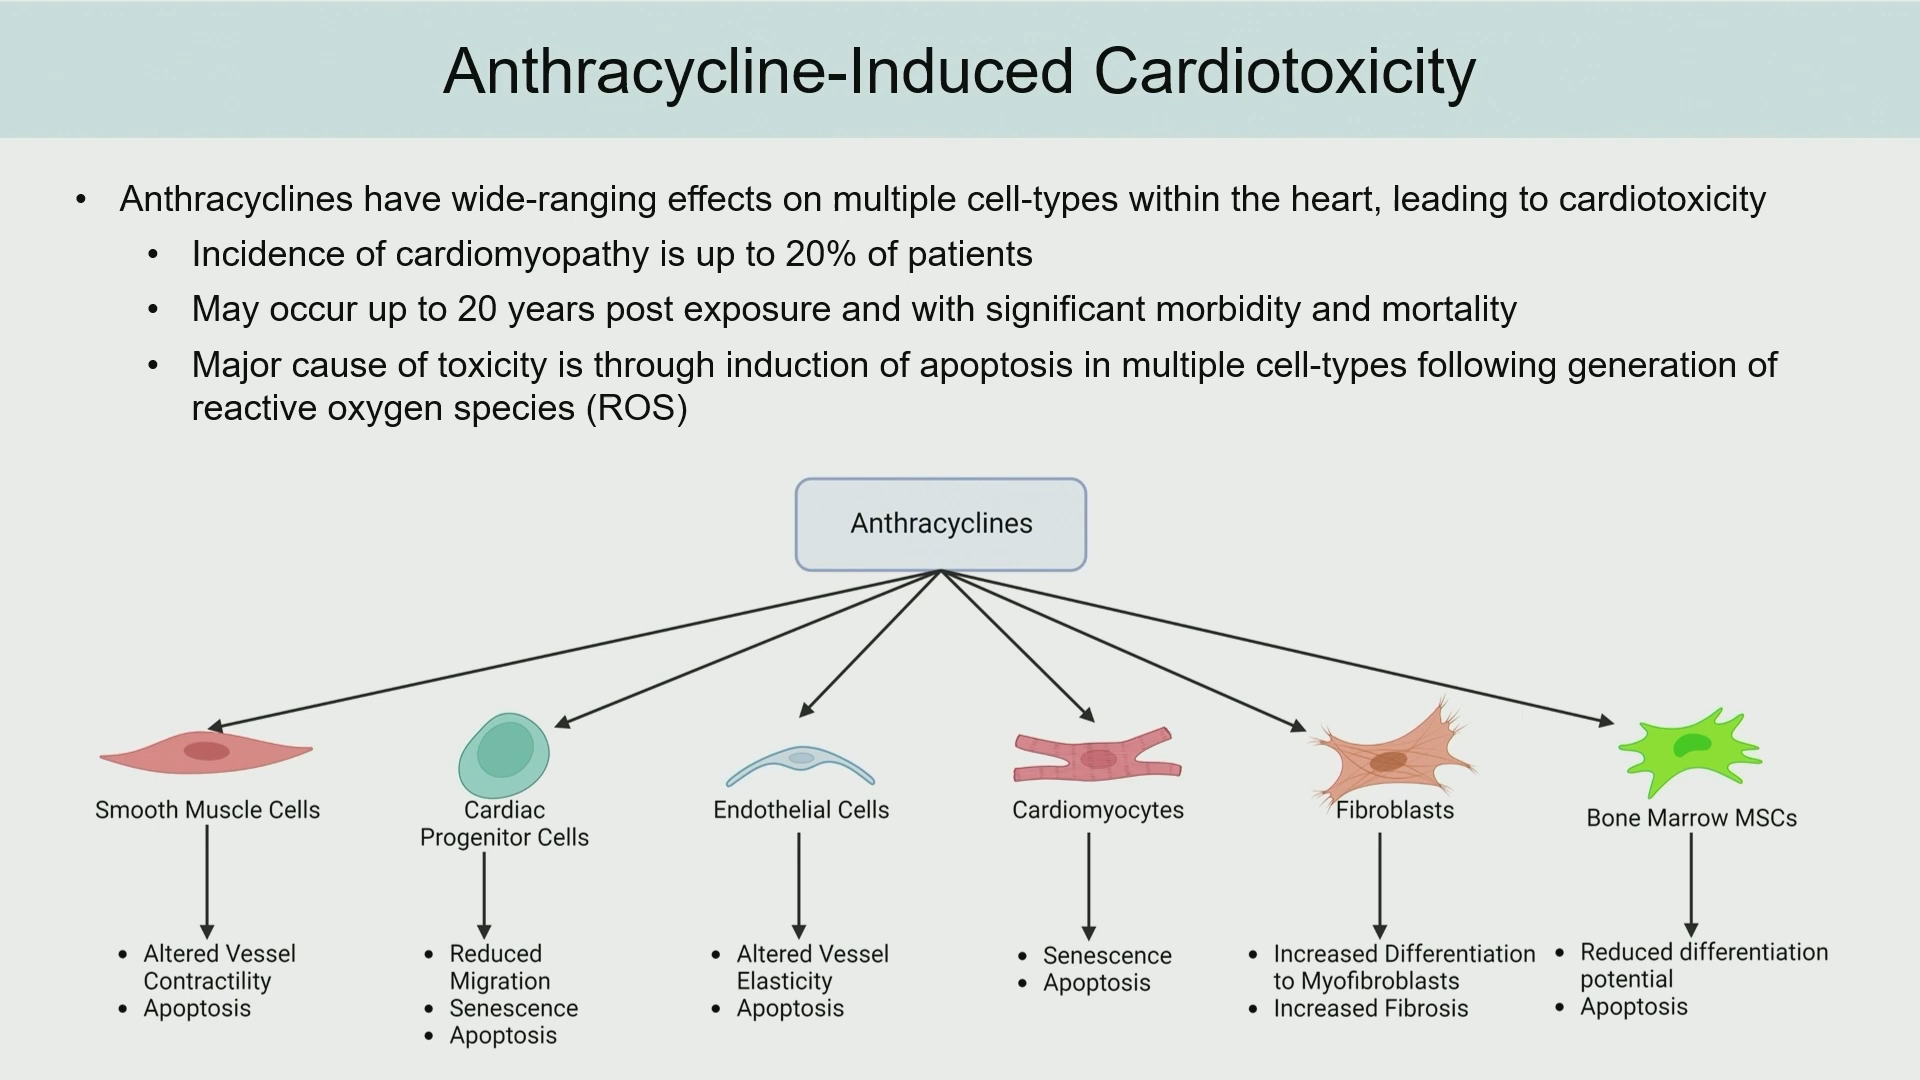 Anthracycline-Induced Cardiotoxicity
• Anthracyclines have wide-ranging effects on multiple cell-types within the heart, leading to cardiotoxicity
• Incidence of cardiomyopathy is up to 20% of patients
• May occur up to 20 years post exposure and with significant morbidity and mortality
• Major cause of toxicity is through induction of apoptosis in multiple cell-types following generation of
reactive oxygen species (ROS)
Anthracyclines
Smooth Muscle Cells
• Altered Vessel
Contractility
• Apoptosis
Cardiac
Progenitor Cells
• Reduced
Migration
• Senescence
• Apoptosis
Endothelial Cells
• Altered Vessel
Elasticity
• Apoptosis
Cardiomyocytes
• Senescence
• Apoptosis
Fibroblasts
• Increased Differentiation
to Myofibroblasts
• Increased Fibrosis
Bone Marrow MSCs
• Reduced differentiation
potential
• Apoptosis